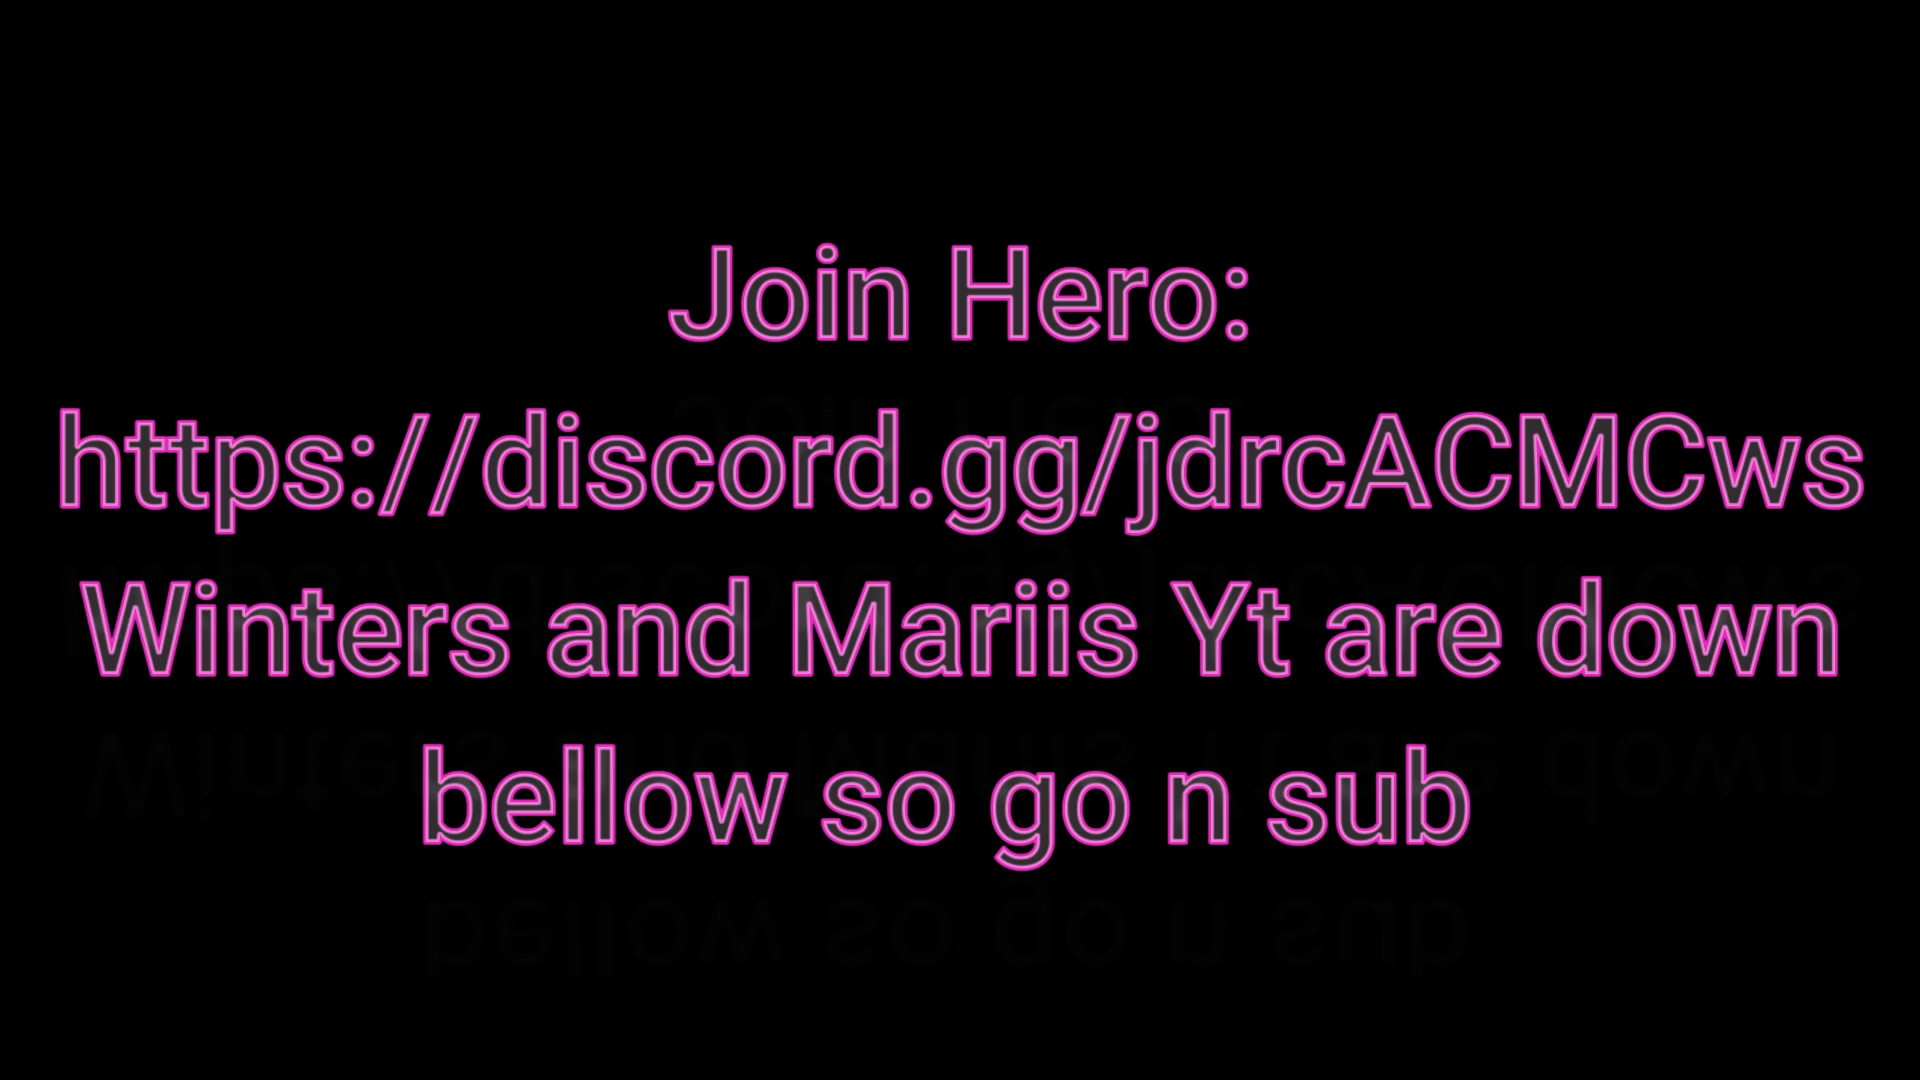 Join Hero:
https://discord.gg/jdrcACMCws
Winters and Mariis Yt are down
bellow so go n sub